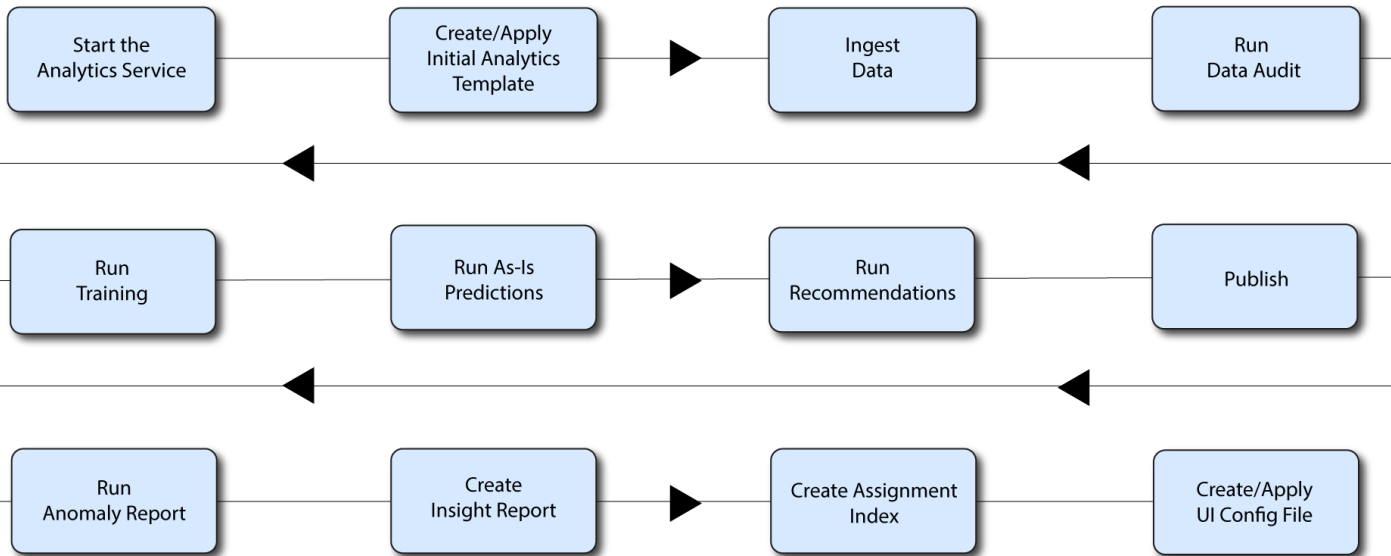 Start the
Analytics Service
Create/Apply
Initial Analytics
Template
Ingest
Data
Run
Data Audit
Run
Training
Run As-Is
Predictions
Run
Recommendations
Publish
Run
Anomaly Report
Create
Insight Report
Create Assignment
Index
Create/Apply
UI Config File